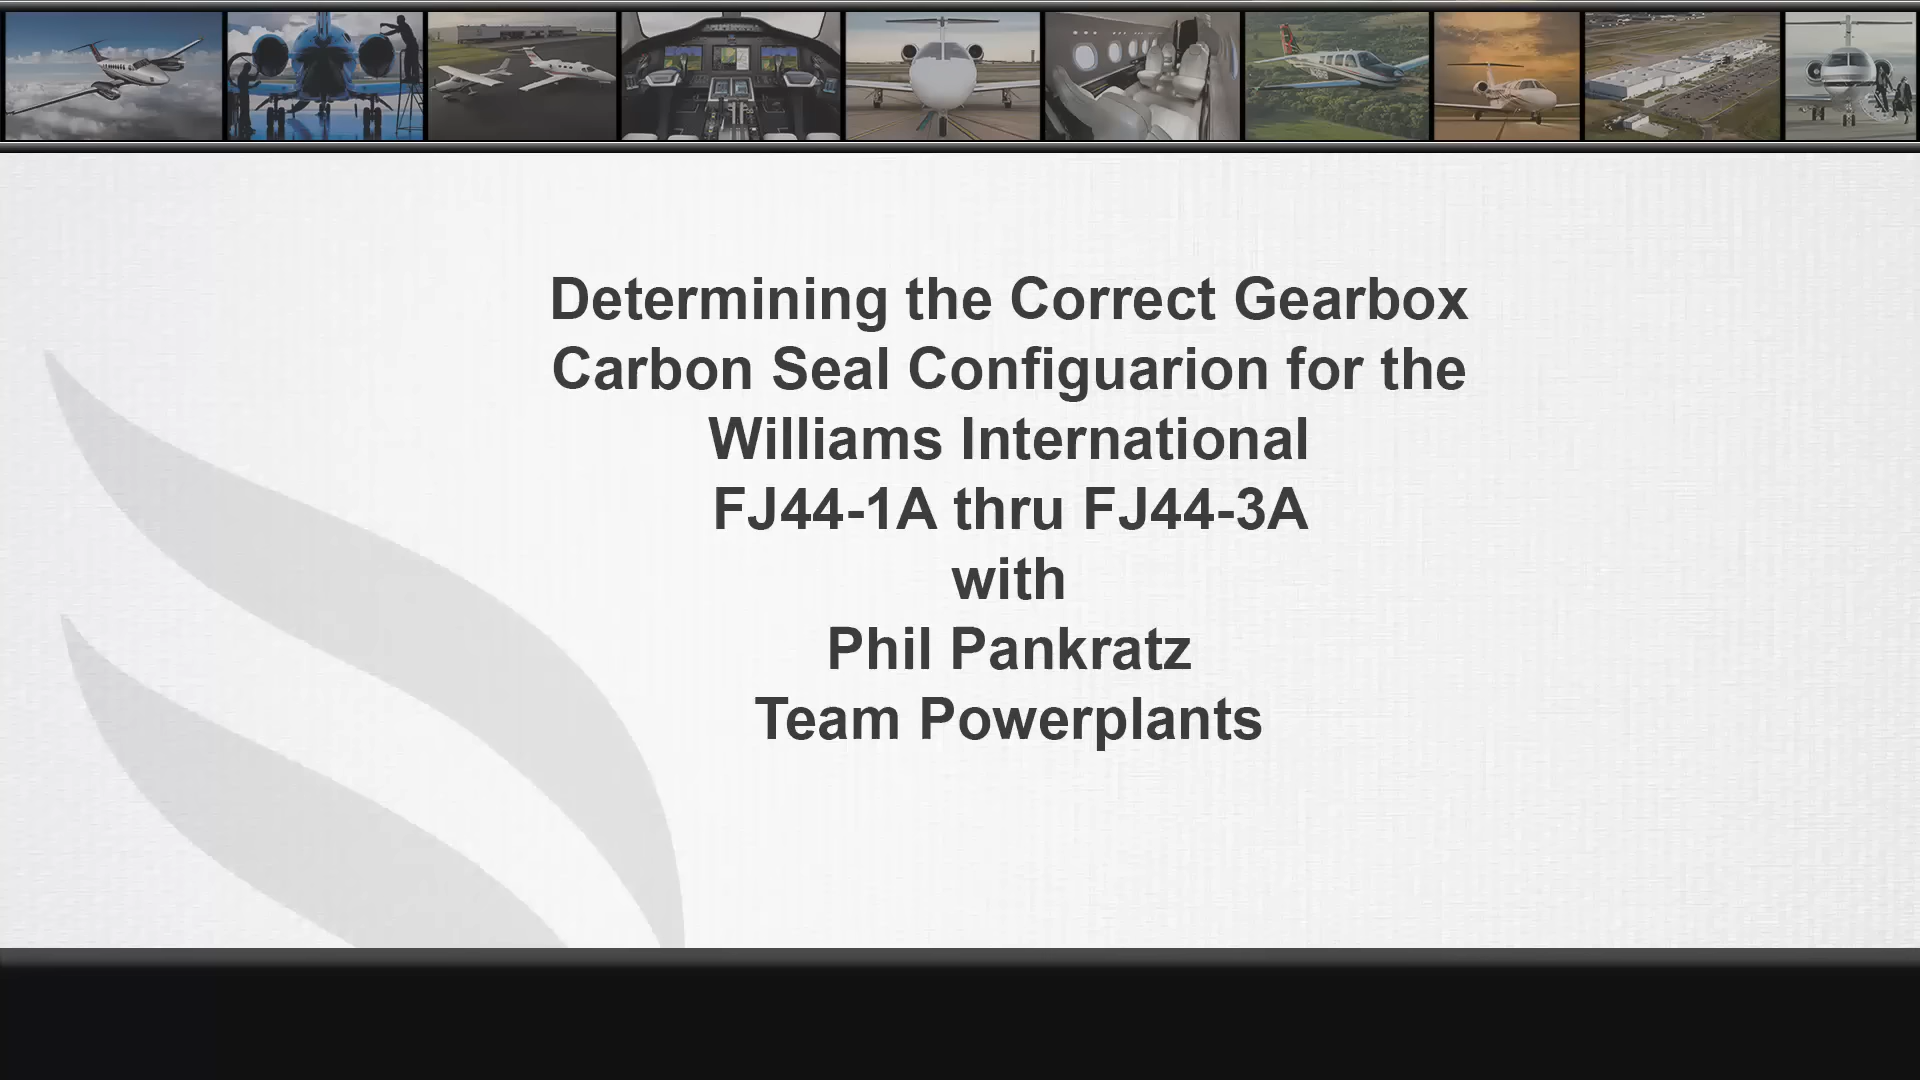 Determining the Correct Gearbox
Carbon Seal Configuarion for the
Williams International
FJ44-1A thru FJ44-3A
with
Phil Pankratz
Team Powerplants